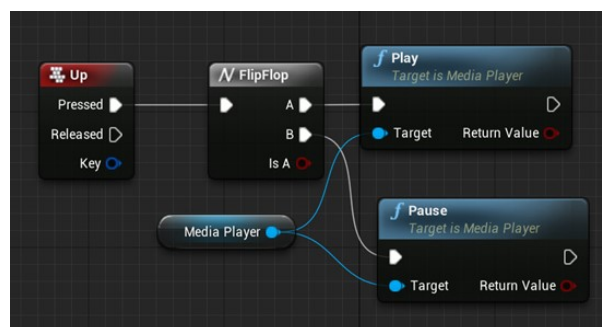 Up
Pressed
Released
Key
FlipFlop
A
B
Is A
Play
Target is Media Player
Target Return Value
Media Player
Pause
Target is Media Player
Target Return Value